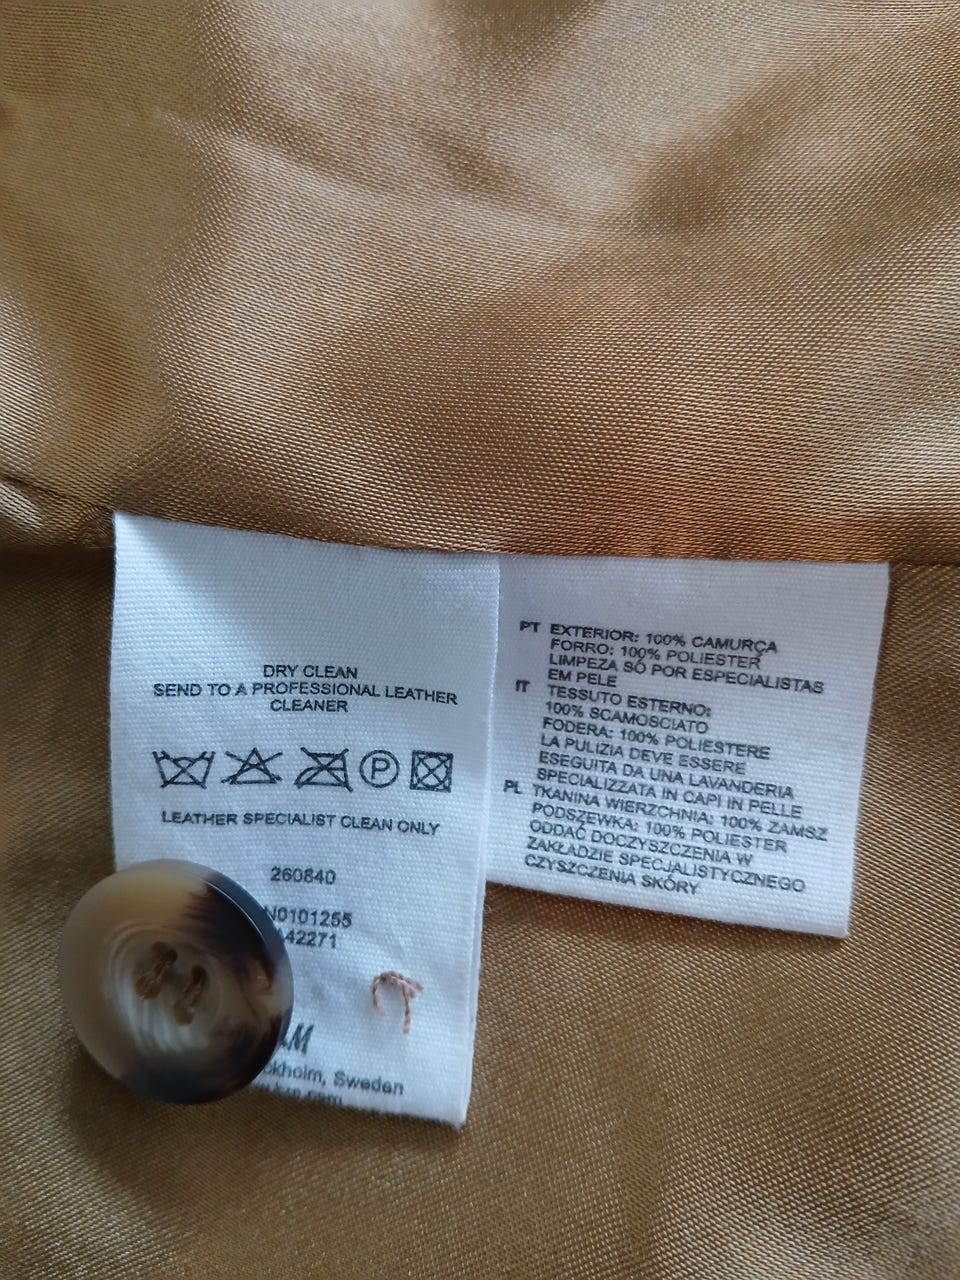 DRY CLEAN
SEND TO A PROFESSIONAL LEATHER
CLEANER
P
LEATHER SPECIALIST CLEAN ONLY
260840
N0101255
42271
Sweden
PT EXTERIOR: 100% CAMURÇA
FORRO: 100% POLIESTER
LIMPEZA SÓ POR ESPECIALISTAS
EM PELE
IT TESSUTO ESTERNO:
100% SCAMOSCIATO
FODERA: 100% POLIESTERE
LA PULIZIA DEVE ESSERE
ESEGUITA DA UNA LAVANDERIA
SPECIALIZZATA IN CAPI IN PELLE
PL TKANINA WIERZCHNIA: 100% ZAMSZ
PODSZEWKA: 100% POLIESTER
ODDAĆ DOCZYSZCZENIA W
ZAKŁADZIE SPECJALISTYCZNEGO
CZYSZCZENIA SKÓRY